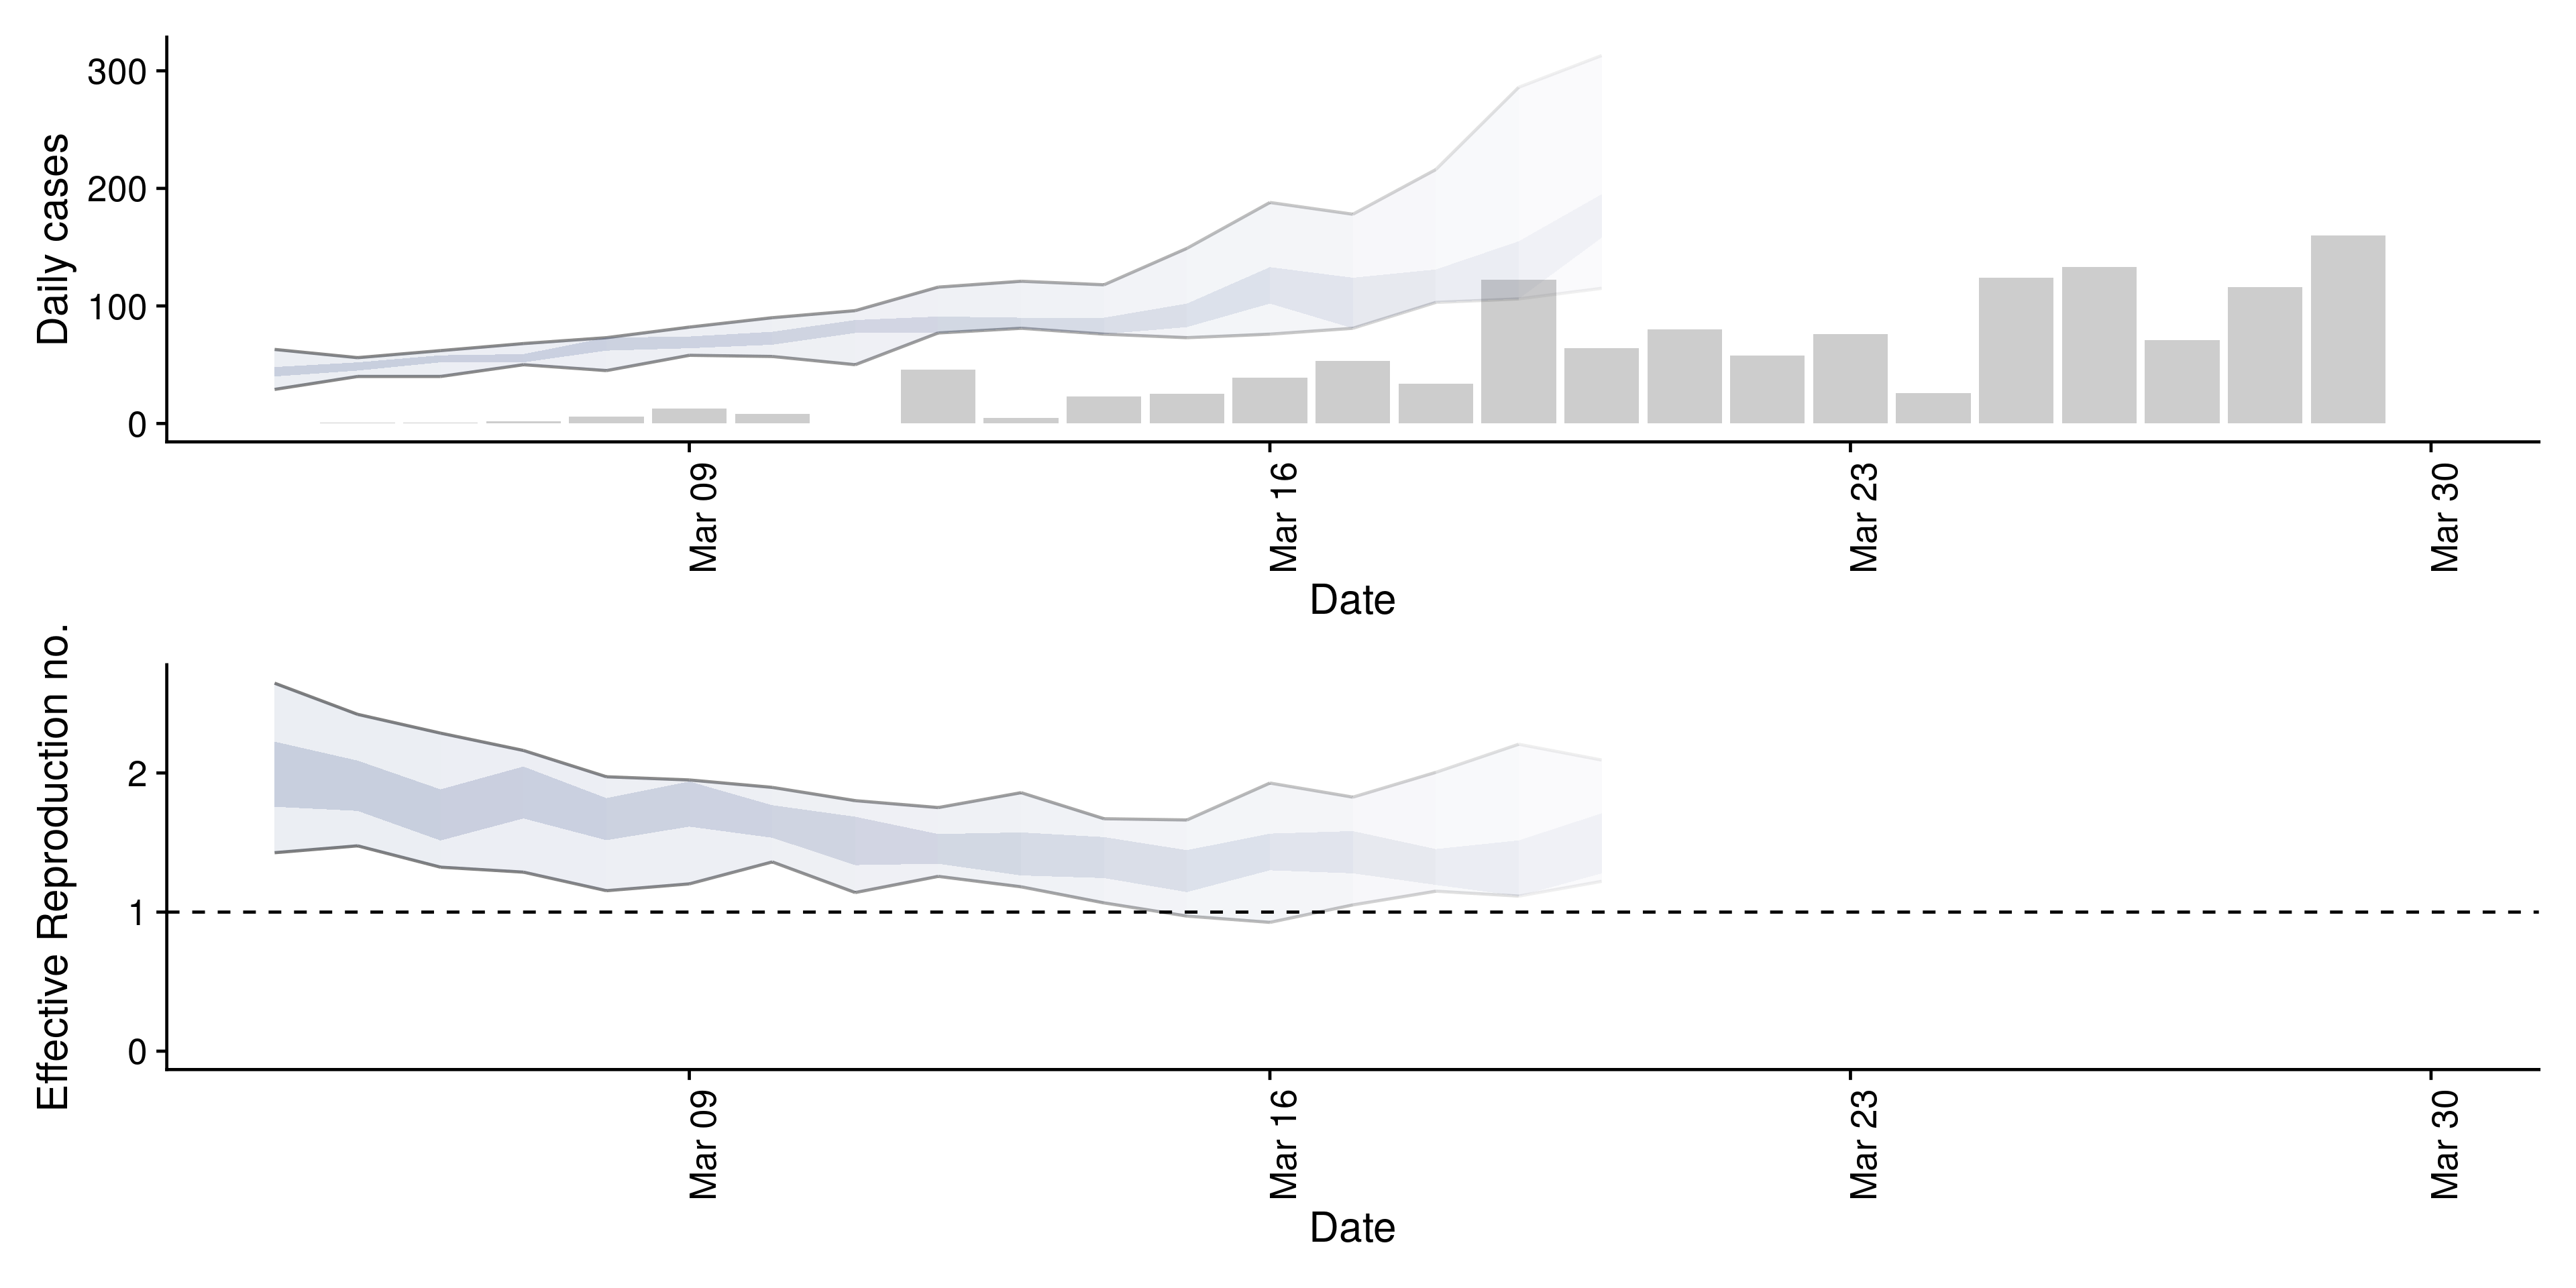 Daily cases
300
200
100
0
Mar 09
Mar 16
Mar 23
Mar 30
Date
Effective Reproduction no.
2
1
0
Mar 09
Mar 16
Mar 23
Mar 30
Date